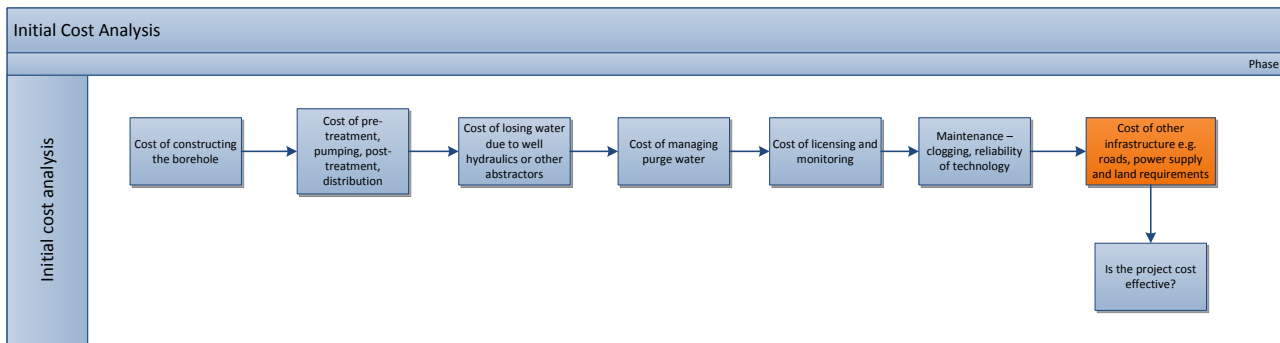 Initial Cost Analysis
Phase
Initial cost analysis
Cost of constructing
the borehole
Cost of pre-
treatment,
pumping, post-
treatment,
distribution
Cost of losing water
due to well
hydraulics or other
abstractors
Cost of managing
purge water
Cost of licensing and
monitoring
Maintenance –
clogging, reliability
of technology
Cost of other
infrastructure e.g.
roads, power supply
and land requirements
Is the project cost
effective?